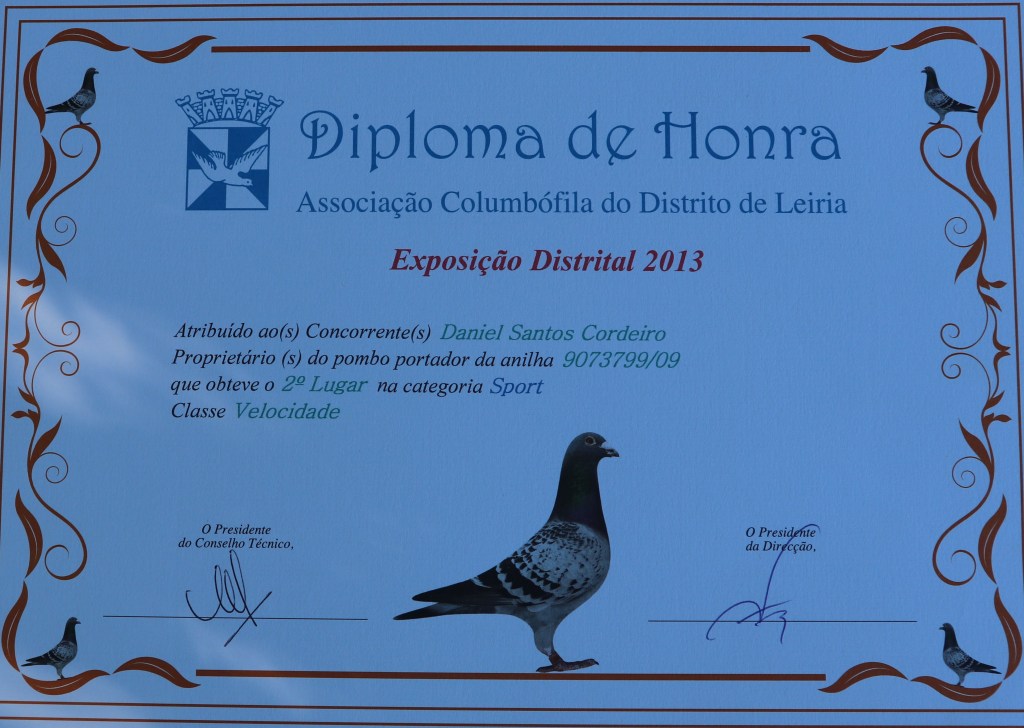 Diploma de Honra
Associação Columbófila do Distrito de Leiria
Exposição Distrital 2013
Atribuído ao(s) Concorrente(s) Daniel Santos Cordeiro
Proprietário (s) do pombo portador da anilha 9073799/09
que obteve o 2º Lugar na categoria Sport
Classe Velocidade
O Presidente
do Conselho Técnico,
O Presidente
da Direcção,